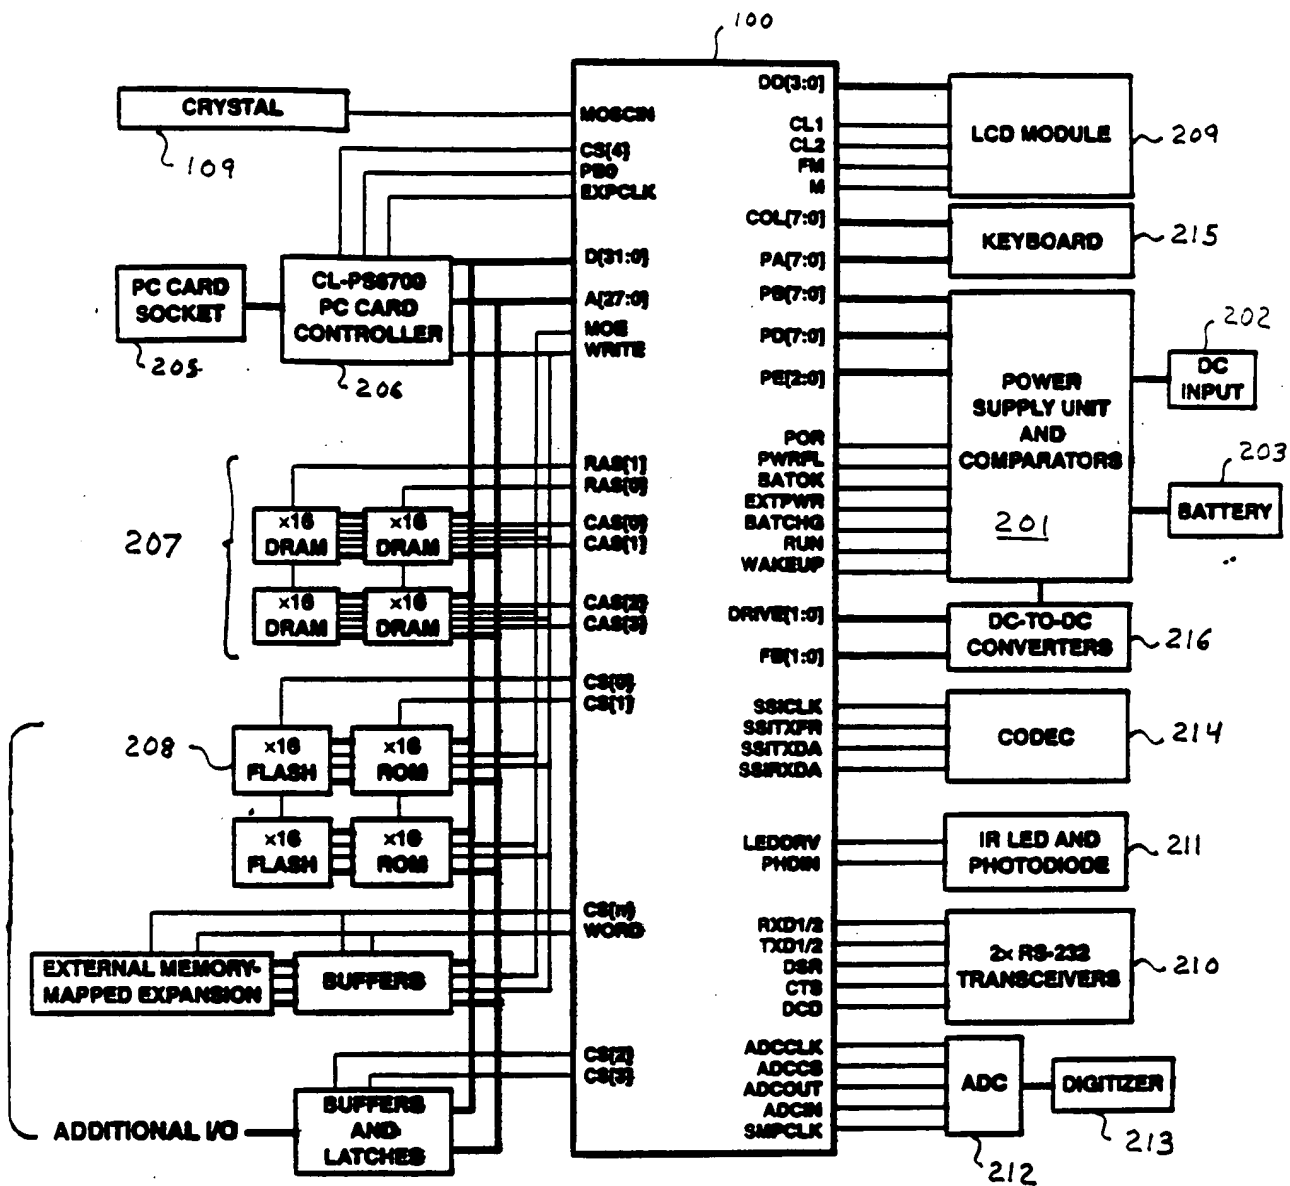 100
CRYSTAL
109
PC CARD
SOCKET
205
CL-PS6700
PC CARD
CONTROLLER
206
207
×16
DRAM
×16
DRAM
×16
DRAM
×16
DRAM
208
×16
FLASH
×16
ROM
×16
FLASH
×16
ROM
EXTERNAL MEMORY-
MAPPED EXPANSION
BUFFERS
ADDITIONAL I/O
BUFFERS
AND
LATCHES
MOSCIN
CS[4]
PB0
EXPCLK
D[31:0]
A[27:0]
MOE
WRITE
RAS[1]
RAS[0]
CAS[0]
CAS[1]
CAS[2]
CAS[3]
CS[0]
CS[1]
CS[n]
WORD
CS[2]
CS[3]
DD[3:0]
CL1
CL2
FM
M
COL[7:0]
PA[7:0]
PB[7:0]
PD[7:0]
PE[2:0]
POR
PWRFL
BATOK
EXTPWR
BATCHG
RUN
WAKEUP
DRIVE[1:0]
FB[1:0]
SSICLK
SSITXFR
SSITXDA
SSIRXDA
LEDDRV
PHDIN
RXD1/2
TXD1/2
DSR
CTS
DCD
ADCCLK
ADCCS
ADCOUT
ADCIN
SMPCLK
LCD MODULE
209
KEYBOARD
215
POWER
SUPPLY UNIT
AND
COMPARATORS
201
202
DC
INPUT
203
BATTERY
DC-TO-DC
CONVERTERS
216
CODEC
214
IR LED AND
PHOTODIODE
211
2x RS-232
TRANSCEIVERS
210
ADC
212
DIGITIZER
213